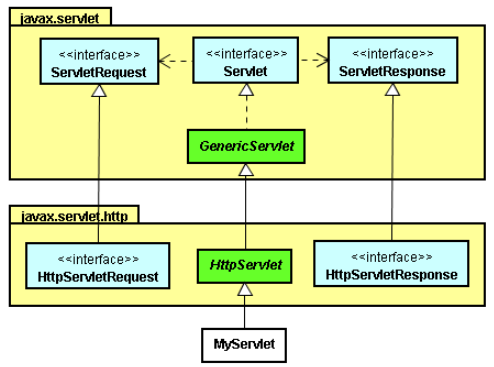 javax.servlet
<<interface>>
ServletRequest
<<interface>>
Servlet
<<interface>>
ServletResponse
GenericServlet
javax.servlet.http
<<interface>>
HttpServletRequest
HttpServlet
<<interface>>
HttpServletResponse
MyServlet